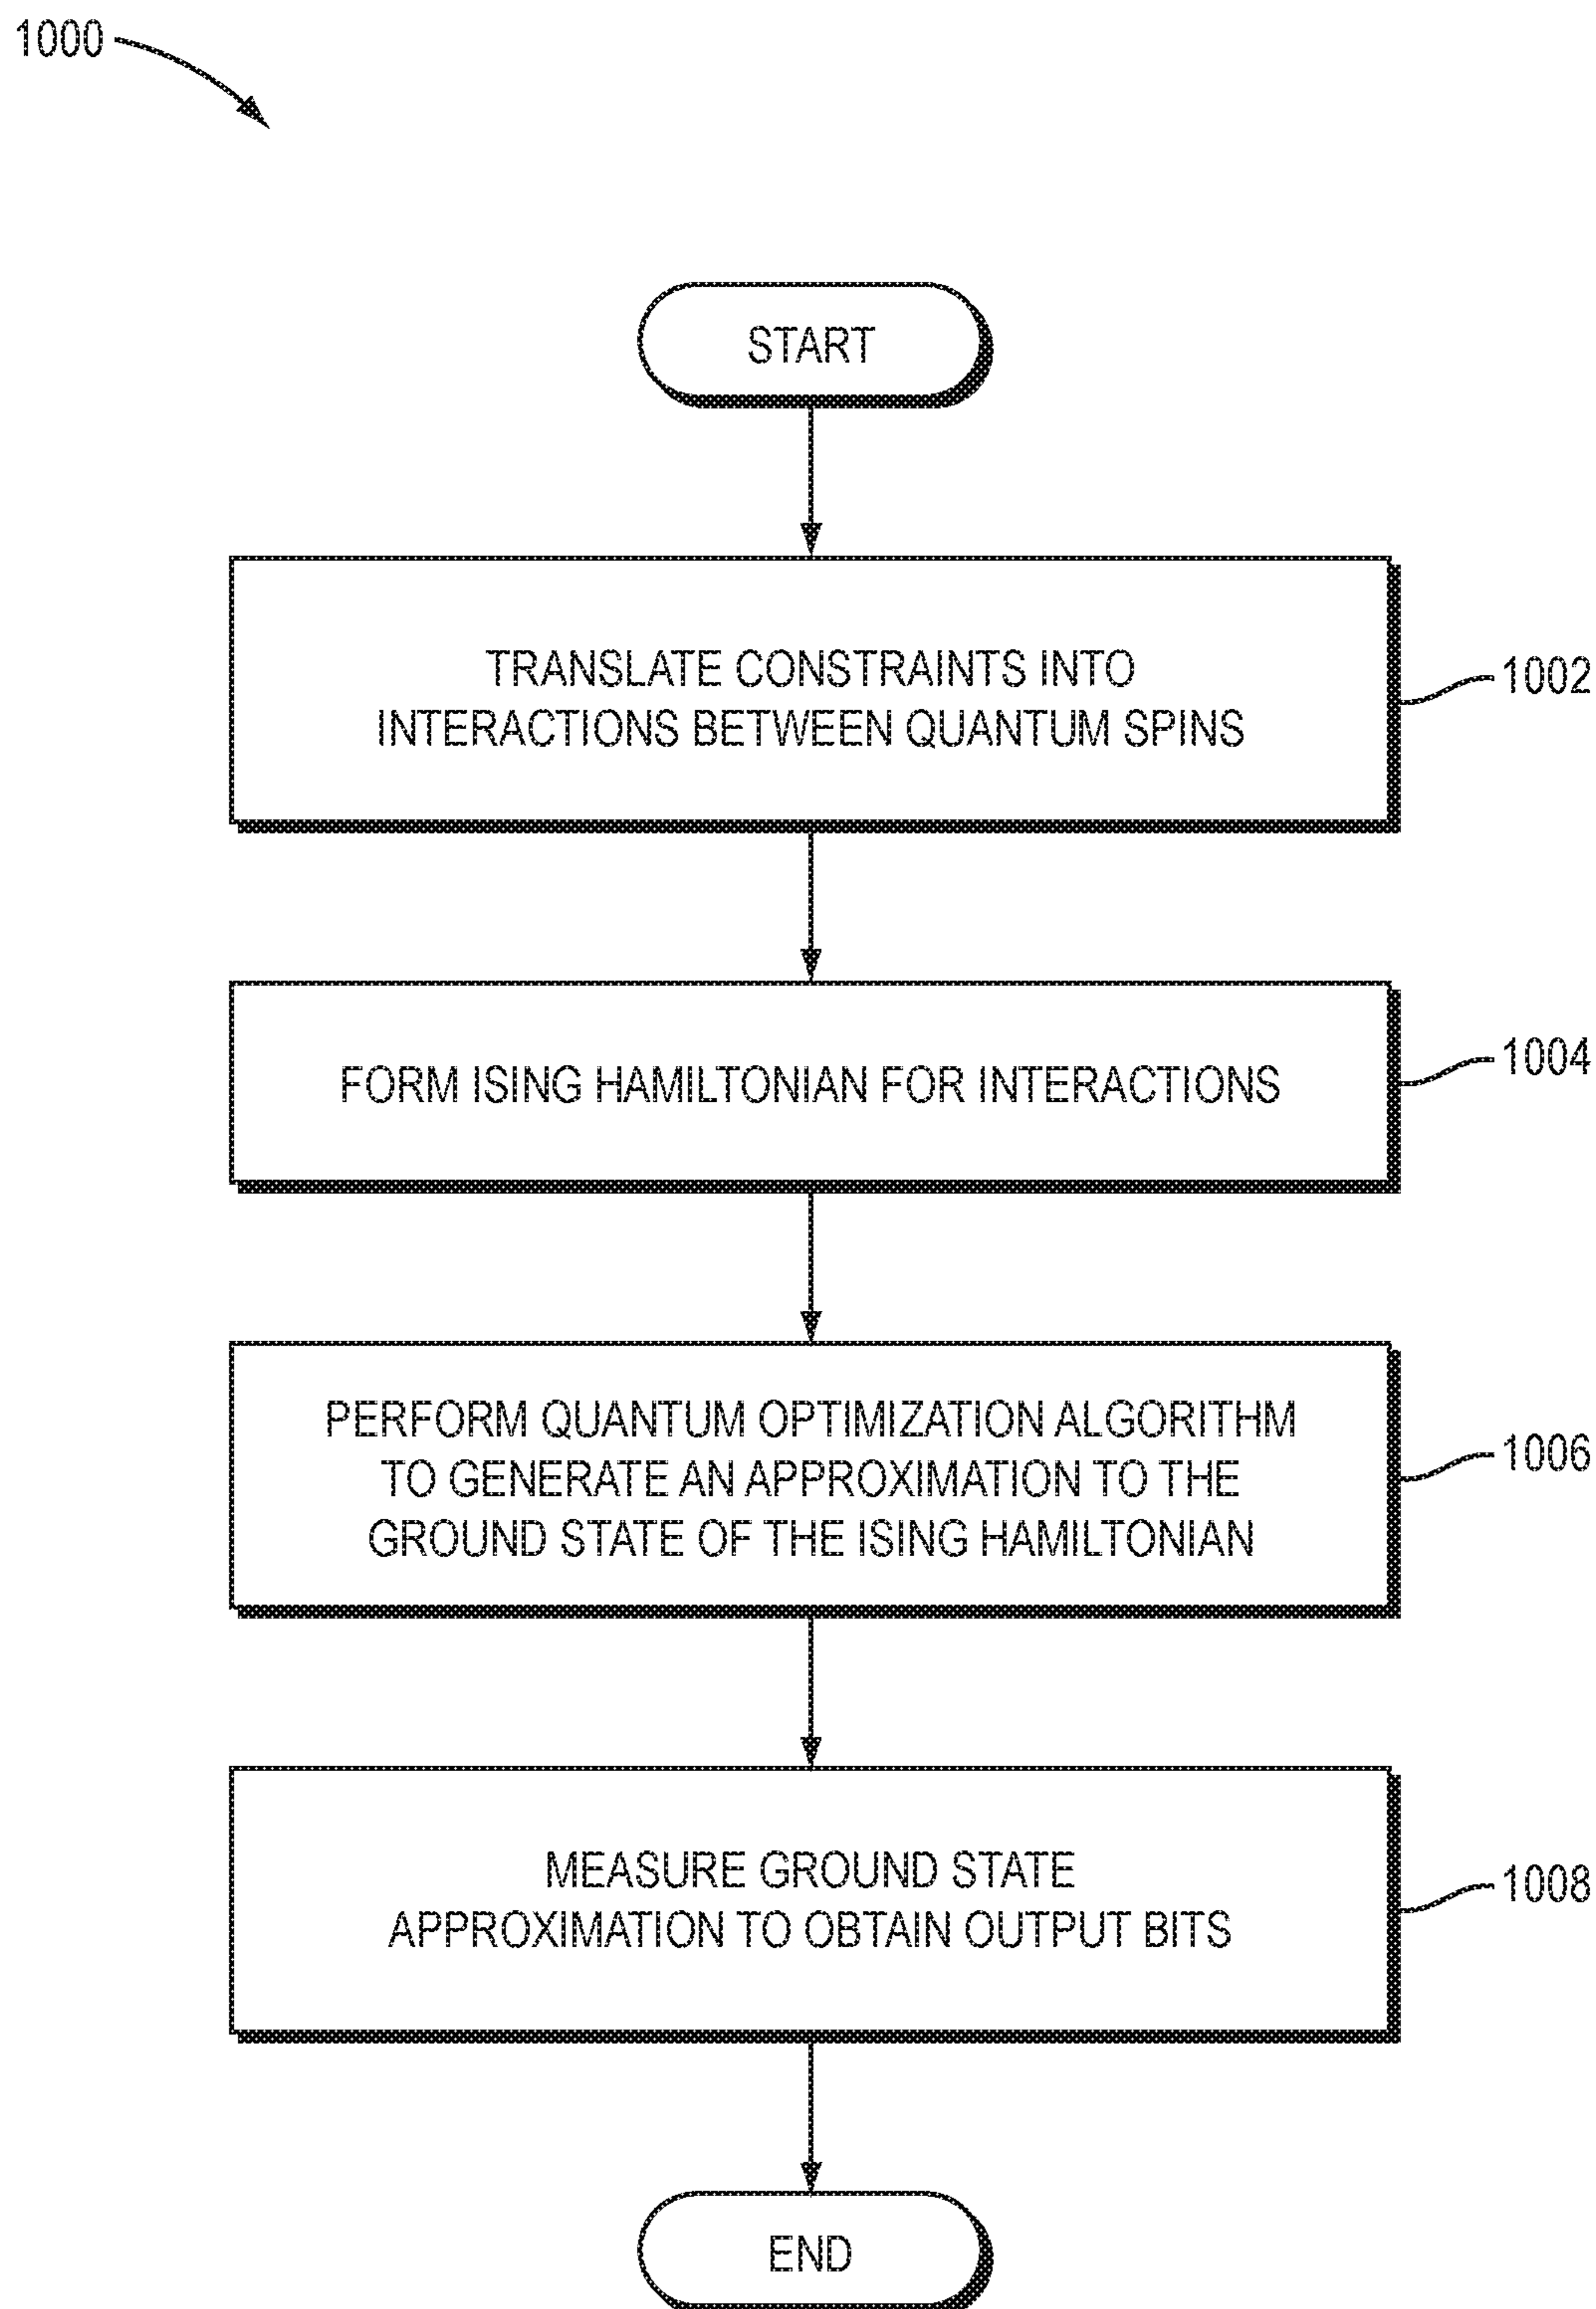 1000
START
TRANSLATE CONSTRAINTS INTO
INTERACTIONS BETWEEN QUANTUM SPINS
1002
FORM ISING HAMILTONIAN FOR INTERACTIONS
1004
PERFORM QUANTUM OPTIMIZATION ALGORITHM
TO GENERATE AN APPROXIMATION TO THE
GROUND STATE OF THE ISING HAMILTONIAN
1006
MEASURE GROUND STATE
APPROXIMATION TO OBTAIN OUTPUT BITS
1008
END